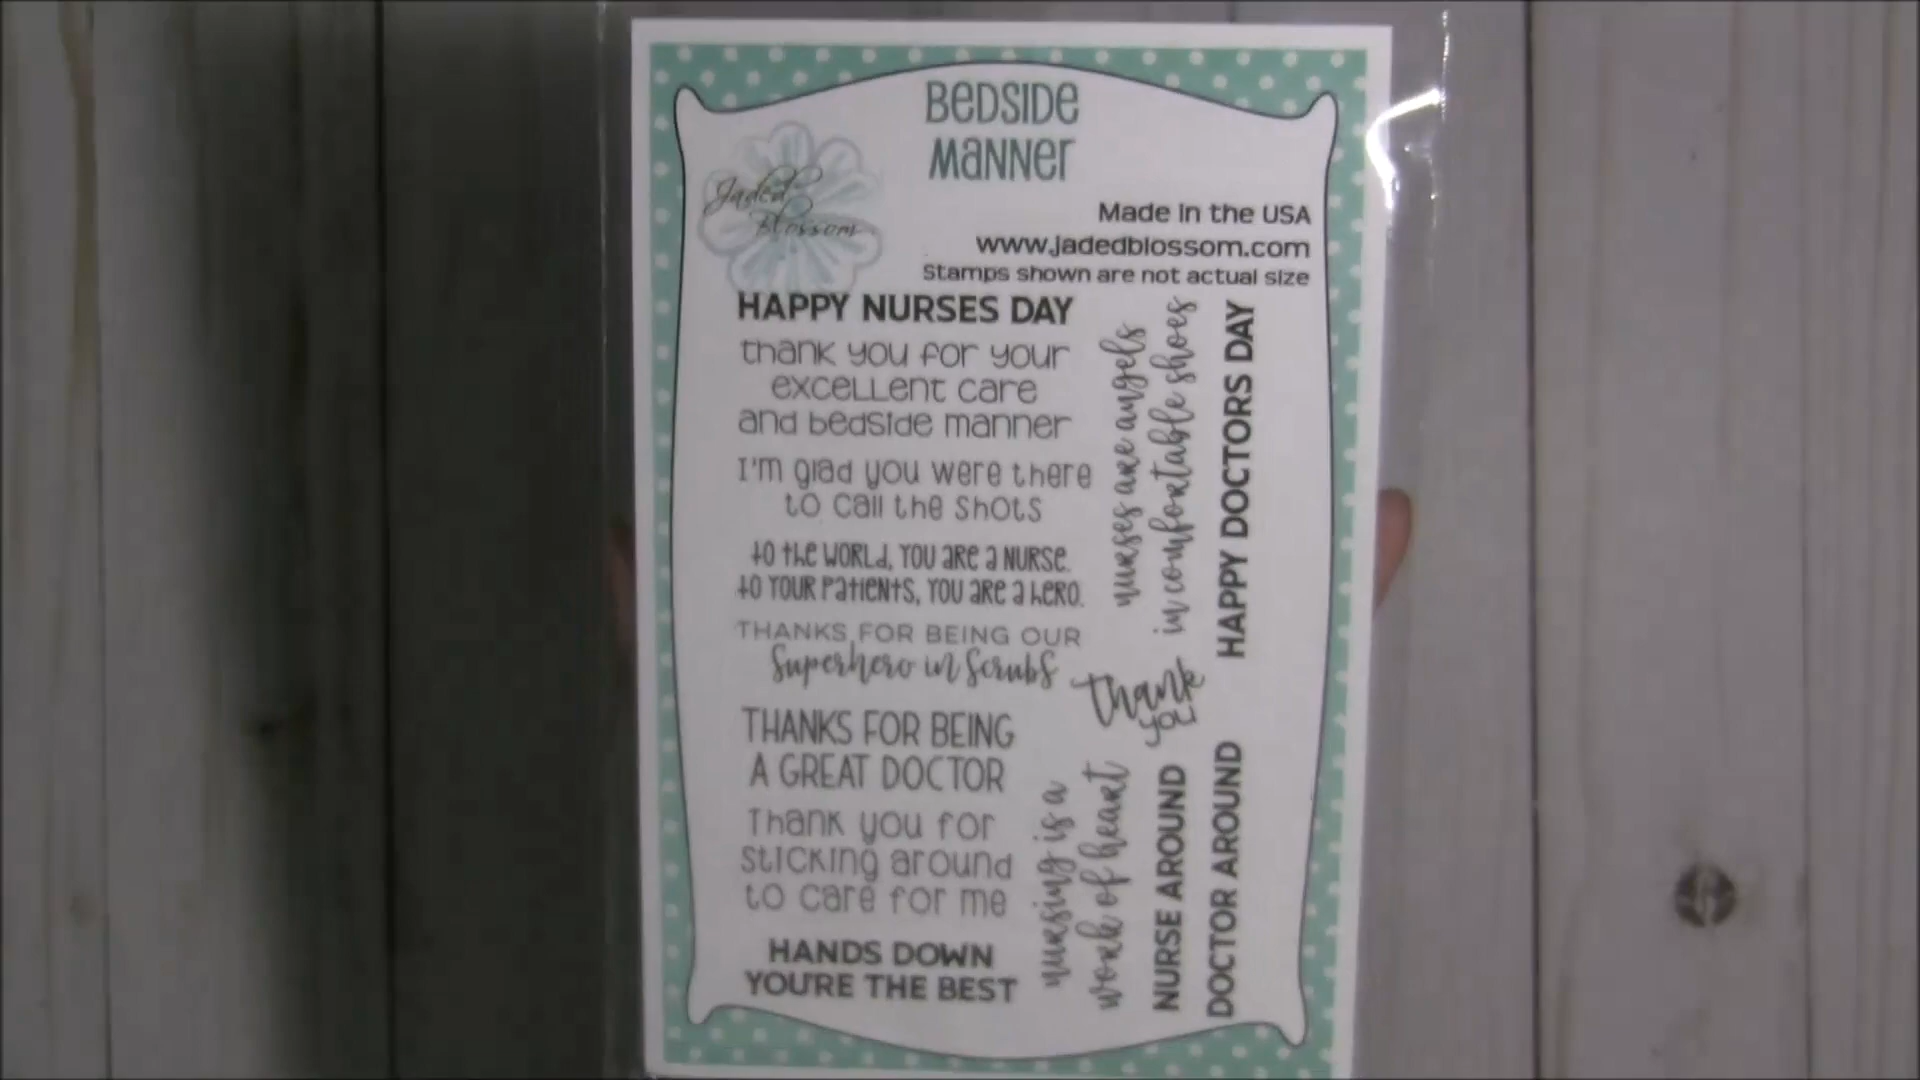 BEDSIDE
MANNER
Jaded
Blossom
Made in the USA
www.jadedblossom.com
Stamps shown are not actual size
HAPPY NURSES DAY
thank you for your
excellent care
and bedside manner
I'm glad you were there
to call the shots
to the world, you are a nurse.
to your patients, you are a hero.
THANKS FOR BEING OUR
Superhero in Scrubs
THANKS FOR BEING
A GREAT DOCTOR
Thank you for
sticking around
to care for me
HANDS DOWN
YOU'RE THE BEST
nurses are angels
in comfortable shoes
HAPPY DOCTORS DAY
thank
you
nursing is a
work of heart
NURSE AROUND
DOCTOR AROUND